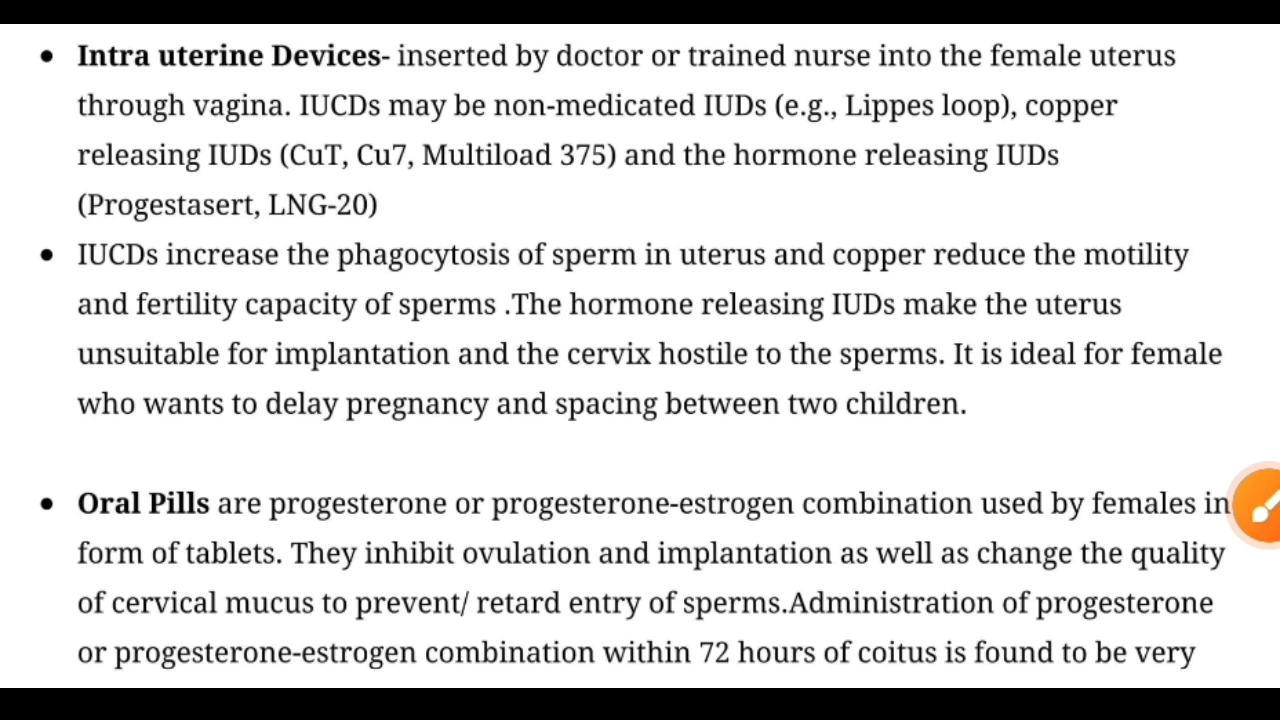 • Intra uterine Devices- inserted by doctor or trained nurse into the female uterus
through vagina. IUCDs may be non-medicated IUDs (e.g., Lippes loop), copper
releasing IUDs (CuT, Cu7, Multiload 375) and the hormone releasing IUDs
(Progestasert, LNG-20)
• IUCDs increase the phagocytosis of sperm in uterus and copper reduce the motility
and fertility capacity of sperms .The hormone releasing IUDs make the uterus
unsuitable for implantation and the cervix hostile to the sperms. It is ideal for female
who wants to delay pregnancy and spacing between two children.
• Oral Pills are progesterone or progesterone-estrogen combination used by females in
form of tablets. They inhibit ovulation and implantation as well as change the quality
of cervical mucus to prevent/ retard entry of sperms.Administration of progesterone
or progesterone-estrogen combination within 72 hours of coitus is found to be very